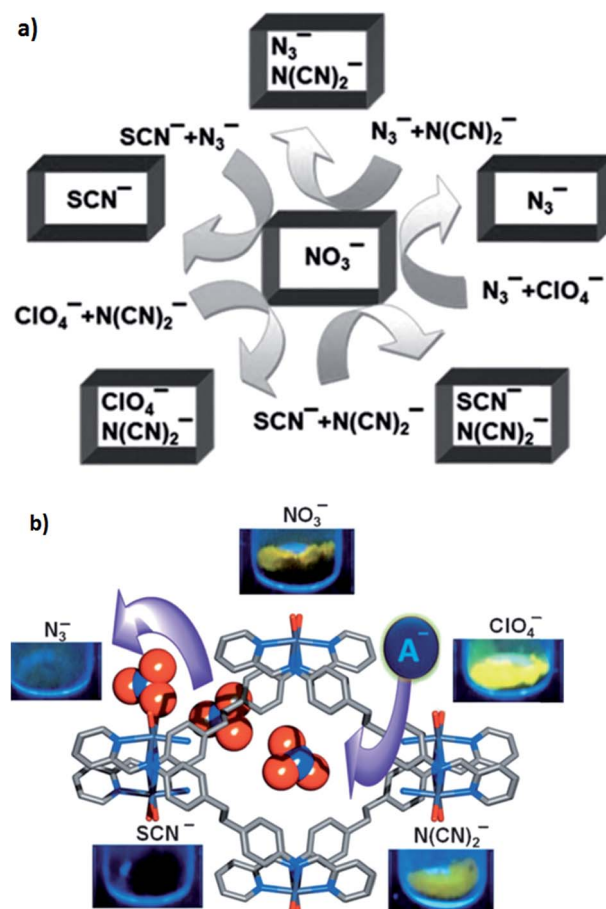 a)
N₃⁻
N(CN)₂⁻
SCN⁻+N₃⁻
N₃⁻+N(CN)₂⁻
SCN⁻
NO₃⁻
N₃⁻
ClO₄⁻+N(CN)₂⁻
N₃⁻+ClO₄⁻
ClO₄⁻
N(CN)₂⁻
SCN⁻+N(CN)₂⁻
SCN⁻
N(CN)₂⁻
b)
NO₃⁻
N₃⁻
ClO₄⁻
A⁻
SCN⁻
N(CN)₂⁻